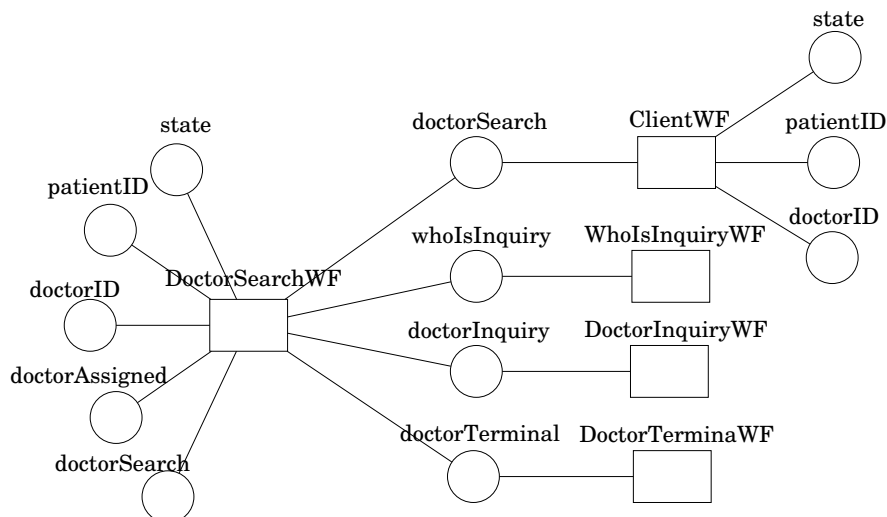 state
doctorSearch ClientWF patientID
state
patientID
doctorID
whoIsInquiry WhoIsInquiryWF
DoctorSearchWF
doctorID
doctorInquiry DoctorInquiryWF
doctorAssigned
doctorTerminal DoctorTerminaWF
doctorSearch